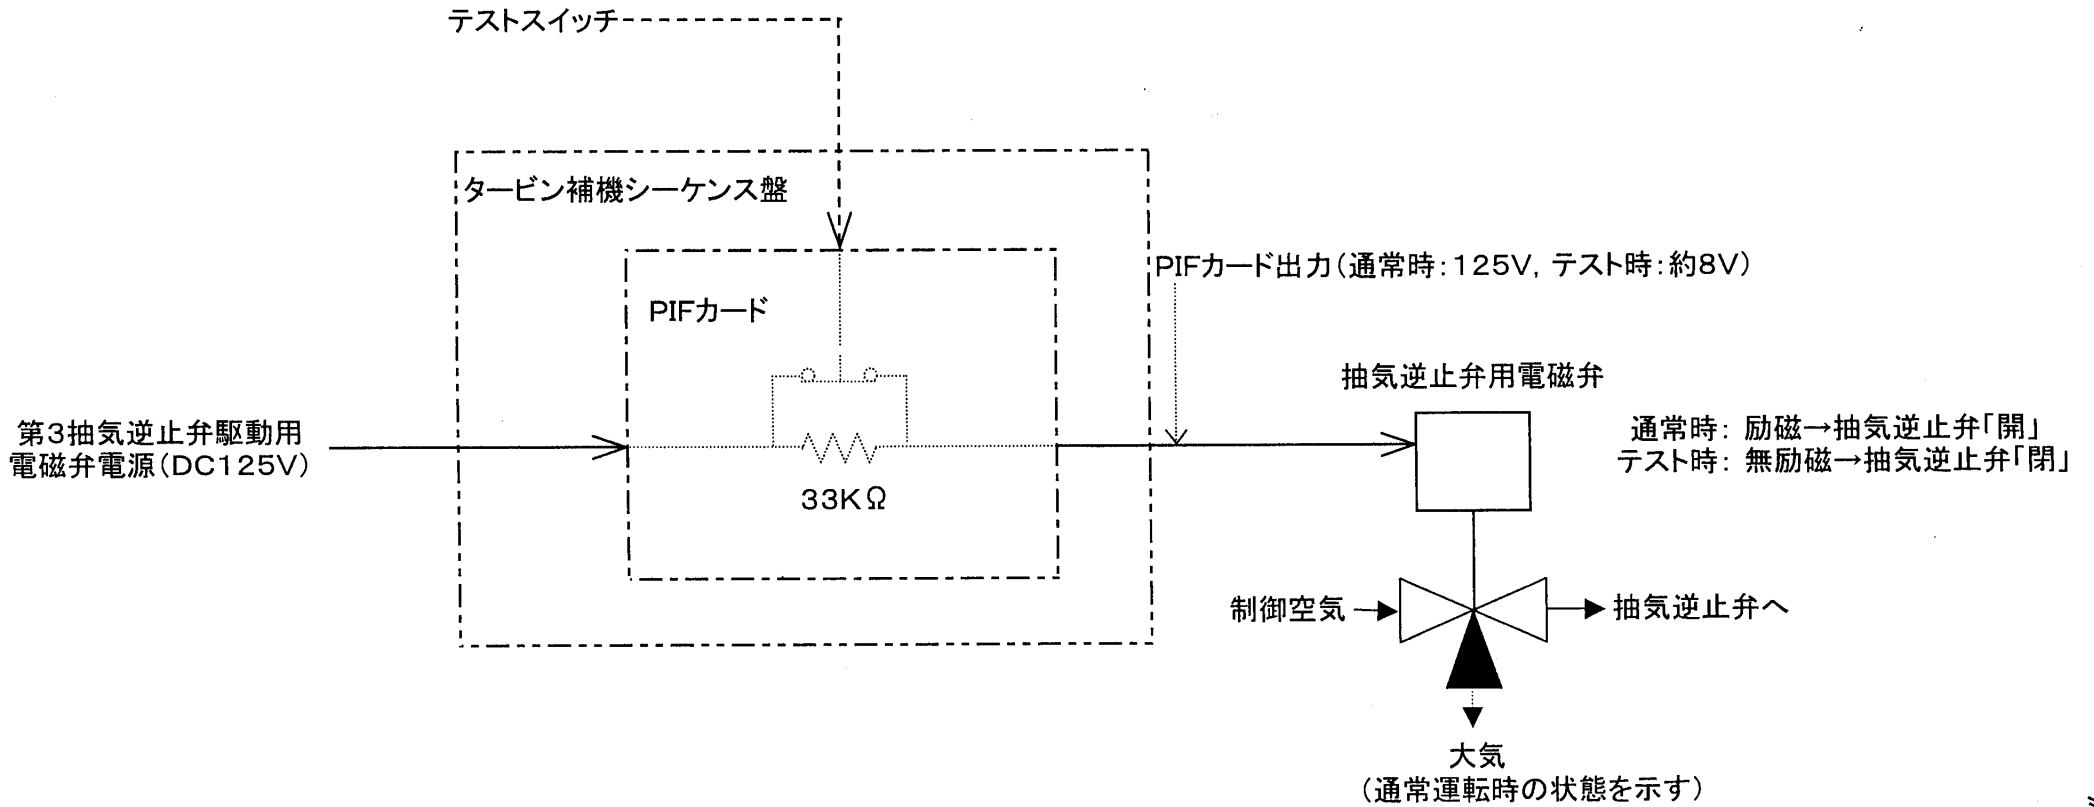 テストスイッチ
タービン補機シーケンス盤
PIFカード出力(通常時:125V, テスト時:約8V)
PIFカード
抽気逆止弁用電磁弁
第3抽気逆止弁駆動用
電磁弁電源(DC125V)
通常時: 励磁→抽気逆止弁「開」
テスト時: 無励磁→抽気逆止弁「閉」
33KΩ
制御空気
抽気逆止弁へ
大気
(通常運転時の状態を示す)